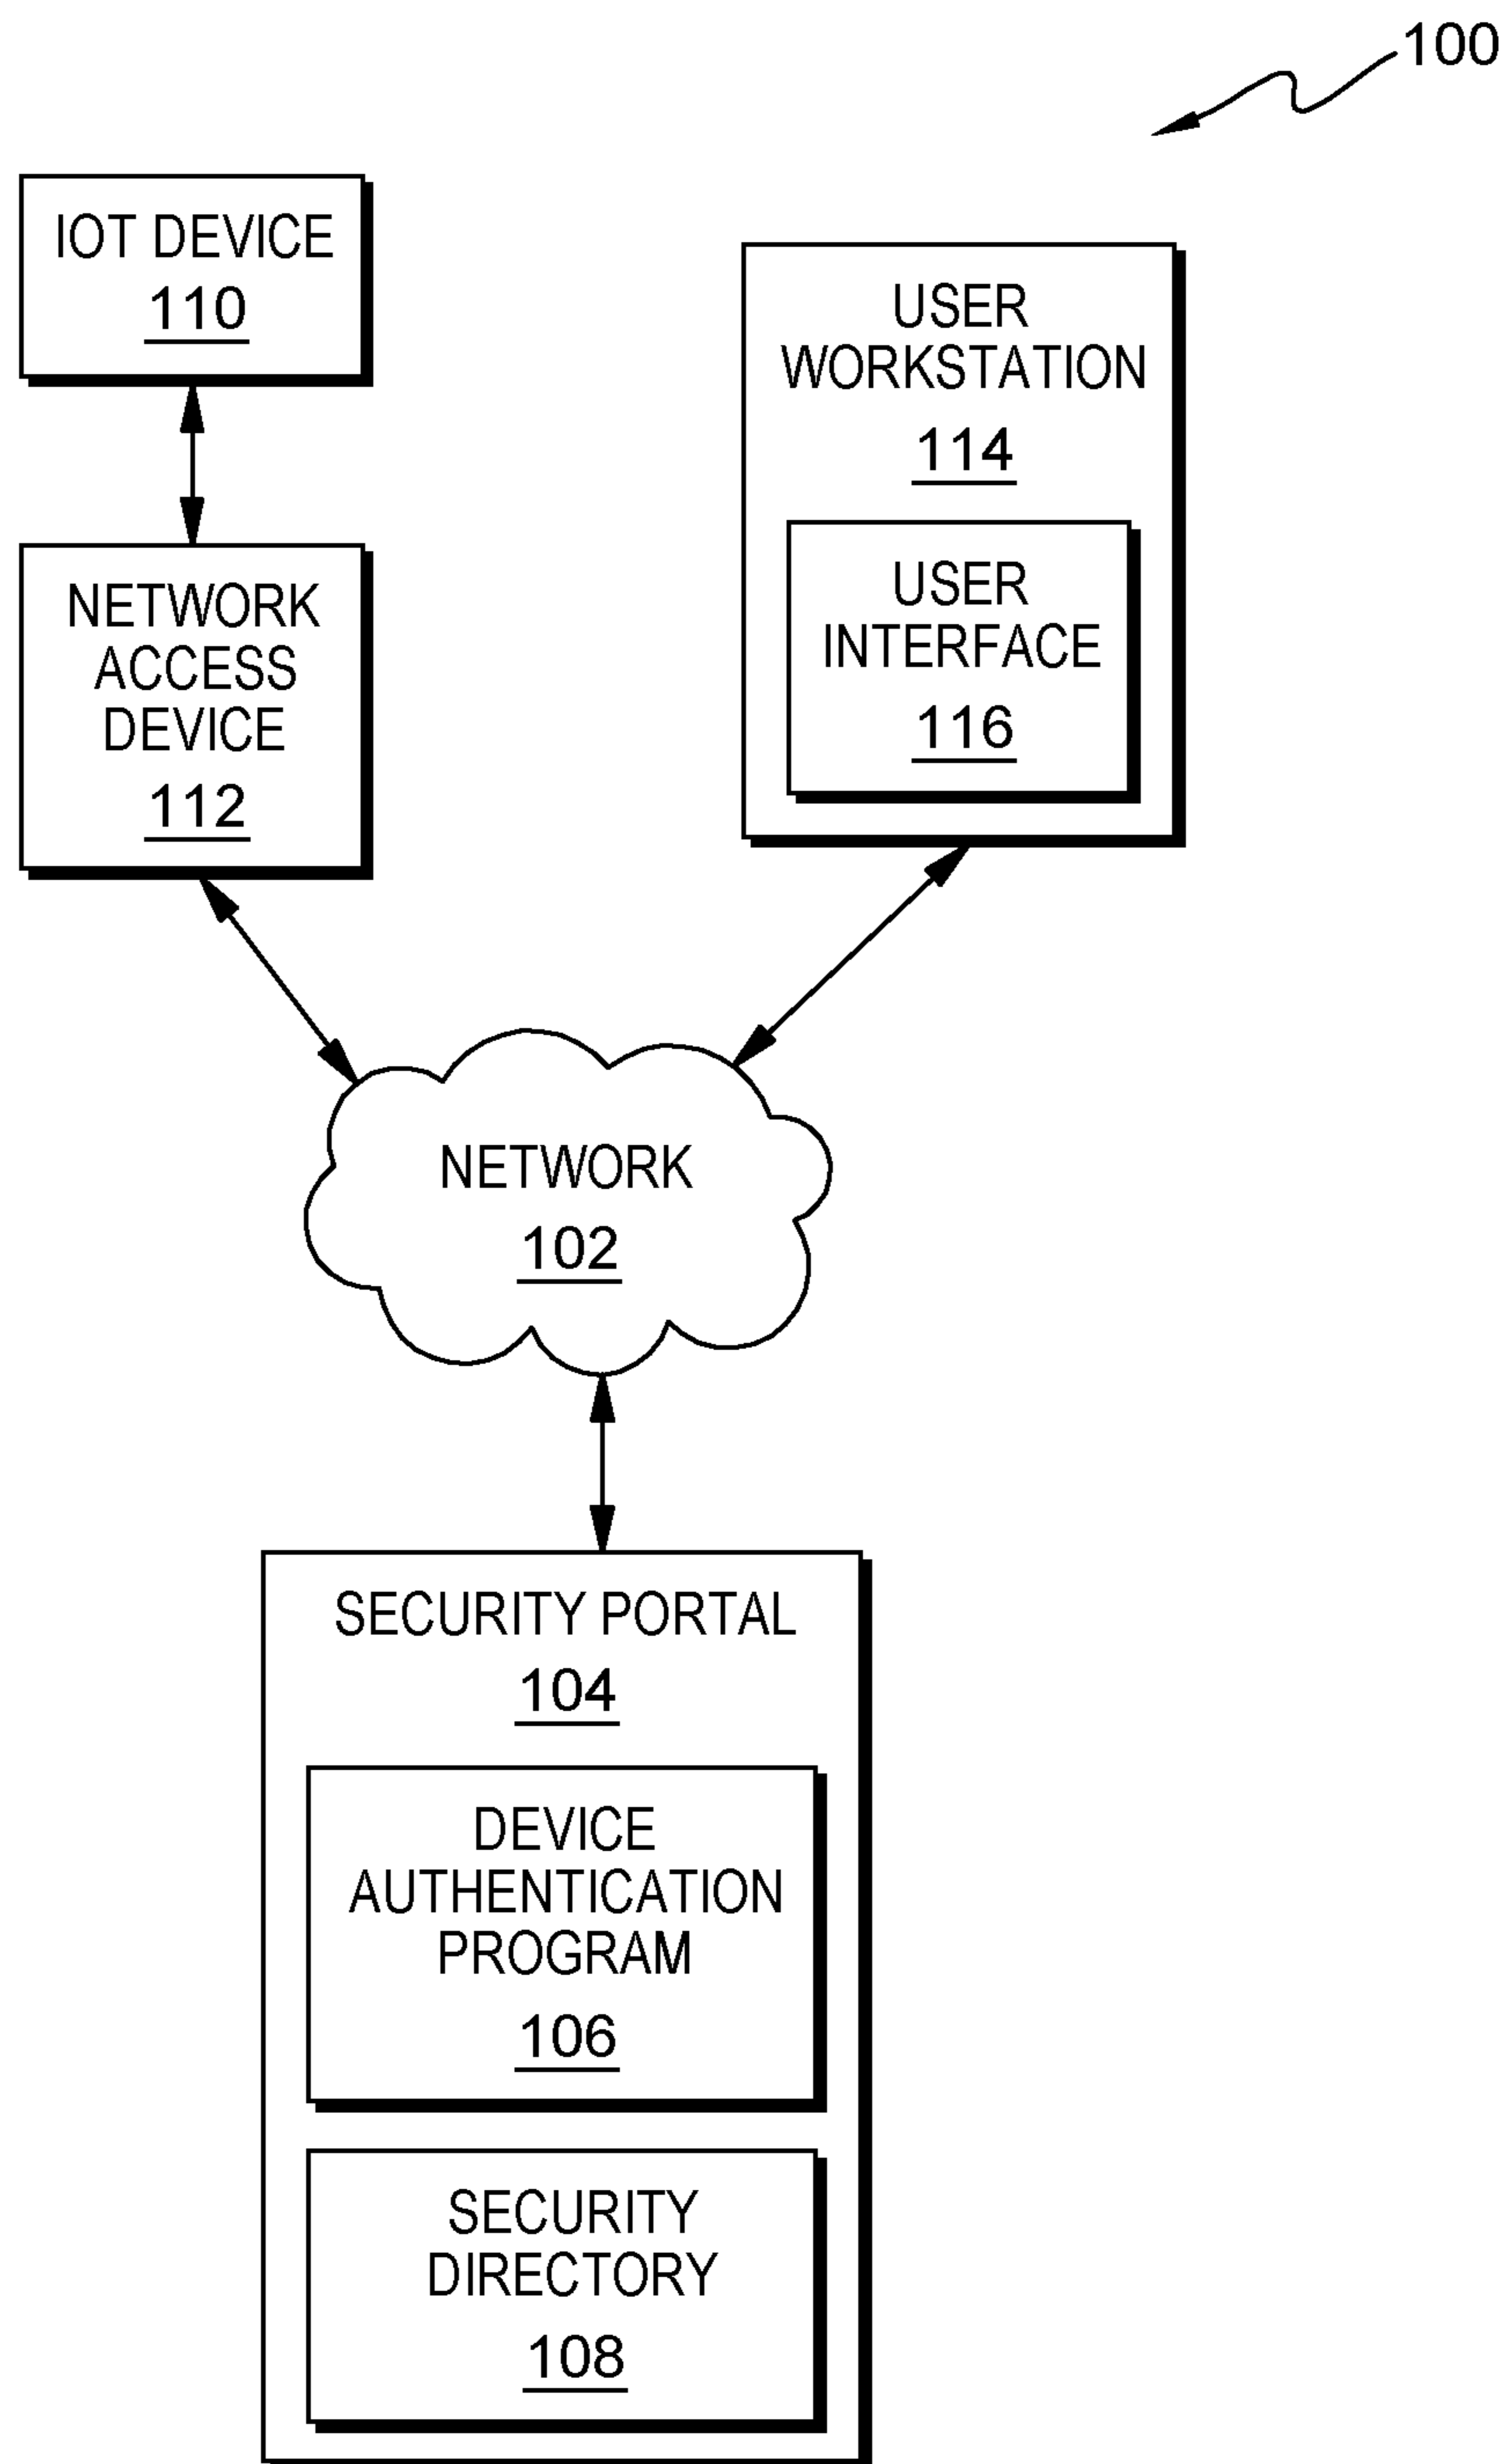 100
IOT DEVICE
110
USER
WORKSTATION
114
NETWORK
ACCESS
DEVICE
112
USER
INTERFACE
116
NETWORK
102
SECURITY PORTAL
104
DEVICE
AUTHENTICATION
PROGRAM
106
SECURITY
DIRECTORY
108